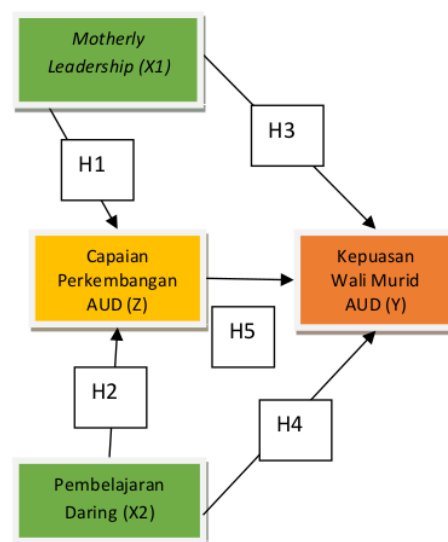 Motherly
Leadership (X1)
H1
H3
Capaian
Perkembangan
AUD (Z)
Kepuasan
Wali Murid
AUD (Y)
H5
H2
H4
Pembelajaran
Daring (X2)